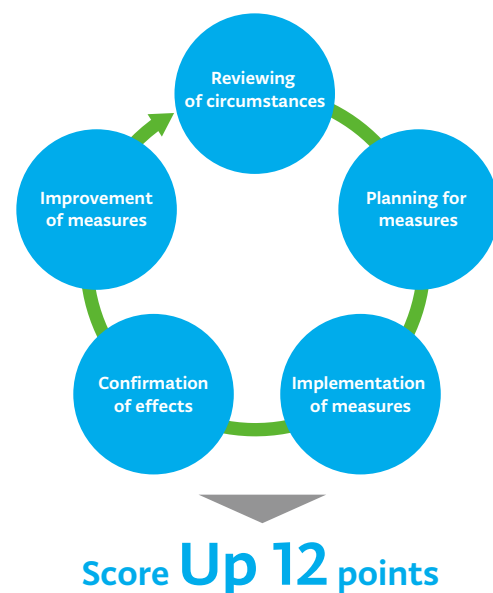 Reviewing
of circumstances
Planning for
measures
Implementation
of measures
Confirmation
of effects
Improvement
of measures
Score Up 12 points